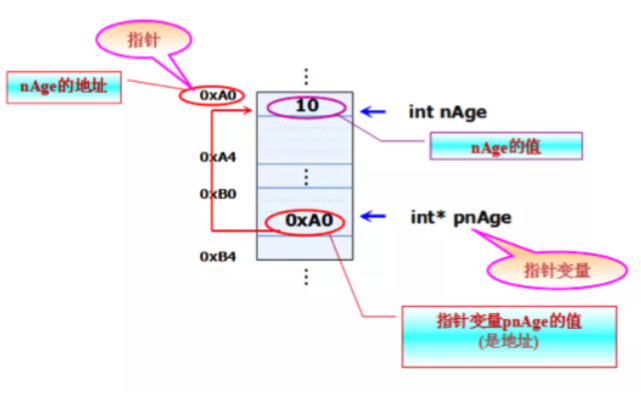 指针
nAge的地址
0xA0
10
int nAge
nAge的值
0xA4
0xB0
0xA0
int* pnAge
0xB4
指针变量
指针变量pnAge的值
(是地址)